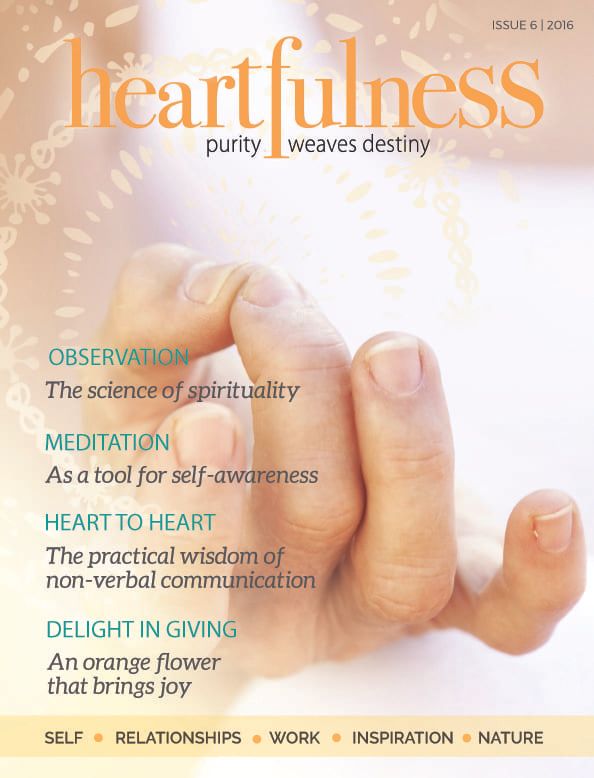 ISSUE 6 | 2016
heartfulness
purity weaves destiny
OBSERVATION
The science of spirituality
MEDITATION
As a tool for self-awareness
HEART TO HEART
The practical wisdom of
non-verbal communication
DELIGHT IN GIVING
An orange flower
that brings joy
SELF • RELATIONSHIPS • WORK • INSPIRATION • NATURE